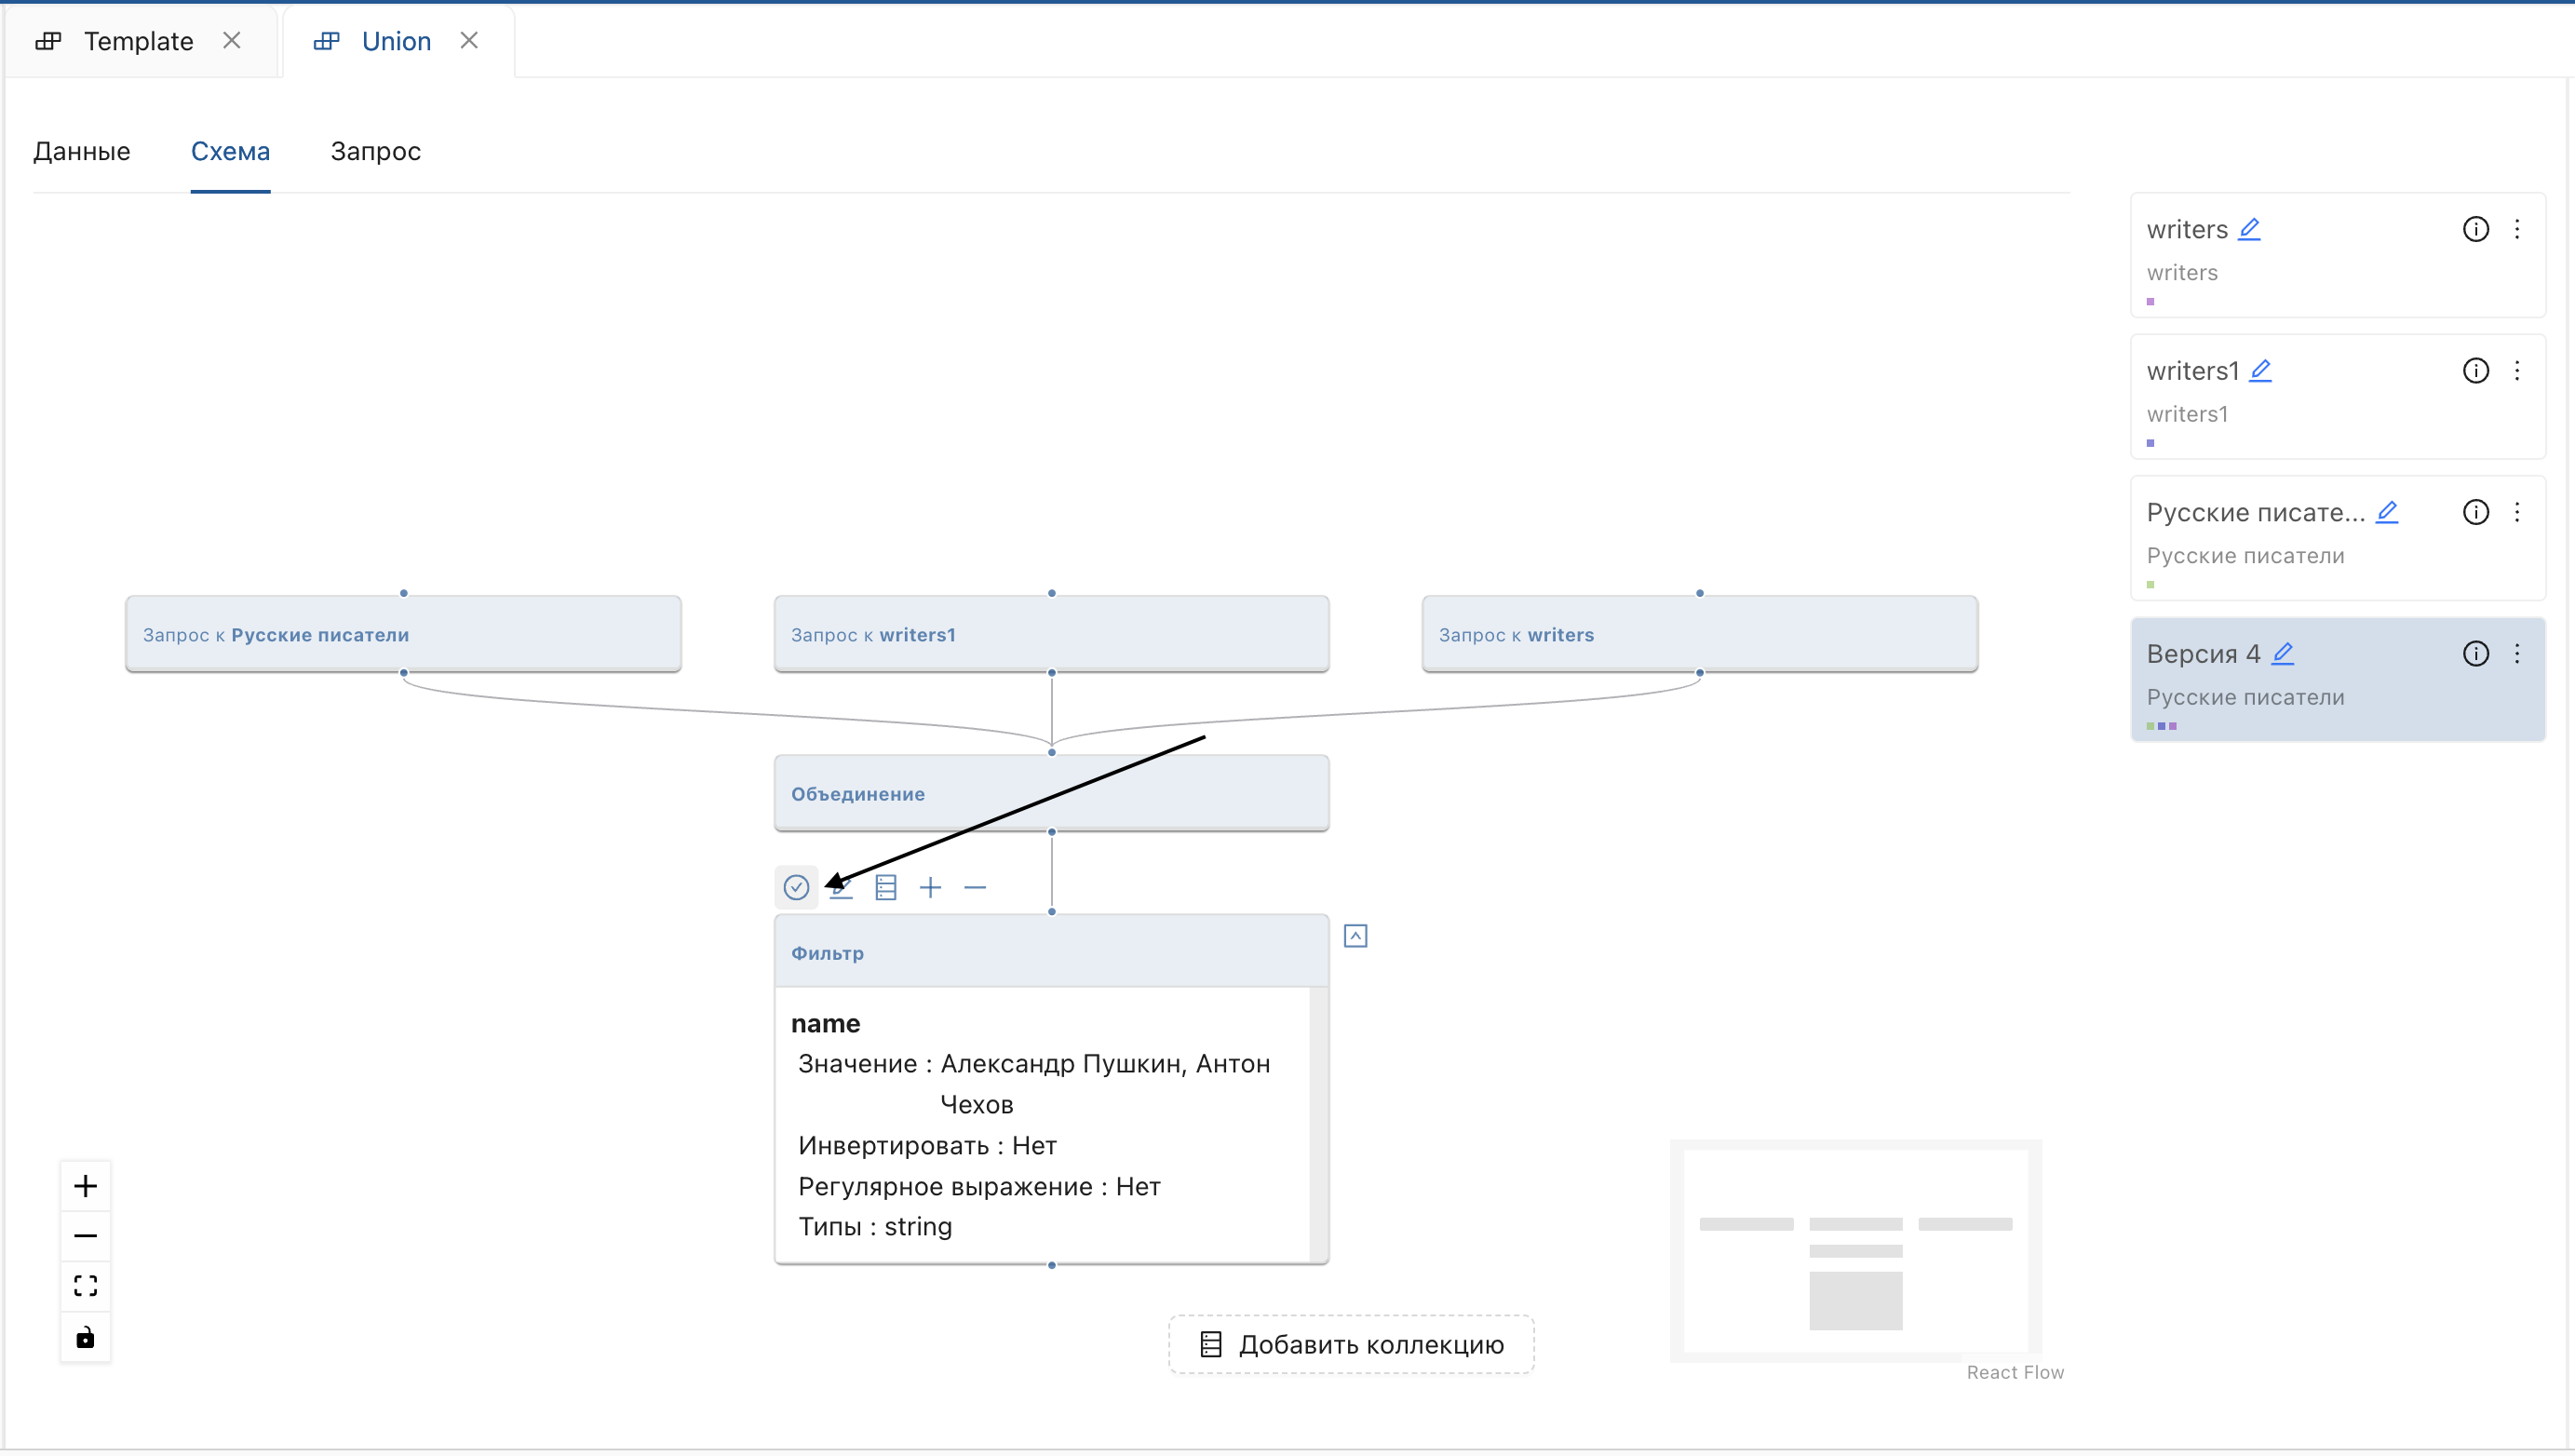 Template
Union
Данные
Схема
Запрос
writers
writers
writers1
writers1
Русские писате...
Русские писатели
Версия 4
Русские писатели
Запрос к Русские писатели
Запрос к writers1
Запрос к writers
Объединение
Фильтр
name
Значение : Александр Пушкин, Антон
Чехов
Инвертировать : Нет
Регулярное выражение : Нет
Типы : string
Добавить коллекцию
React Flow